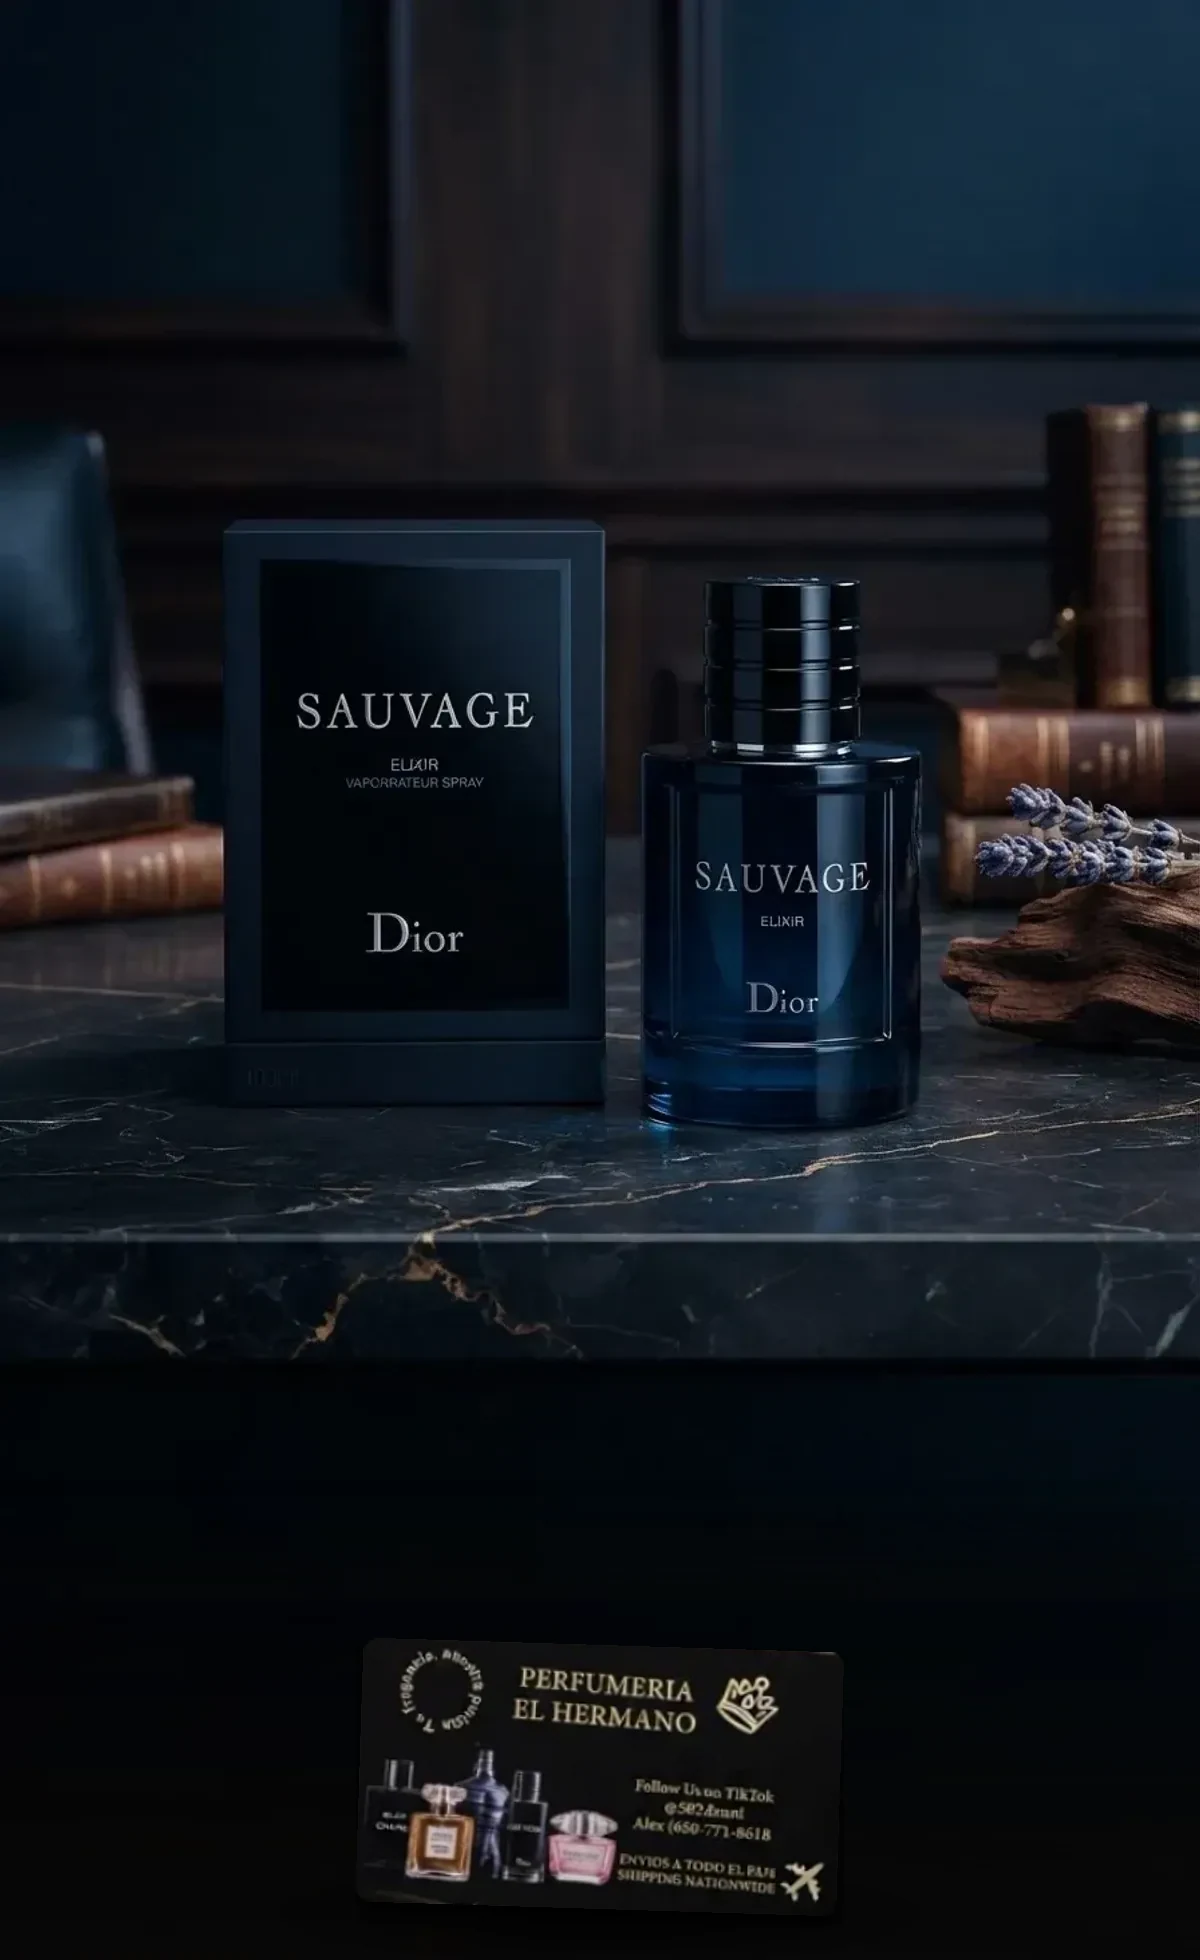 SAUVAGE
ELIXIR
VAPORRATEUR SPRAY
Dior
SAUVAGE
ELIXIR
Dior
PERFUMERIA
EL HERMANO
Follow Us on TikTok
Alex (650-771-8618
ENVIOS A TODO EL PAIS
SHIPPING NATIONWIDE